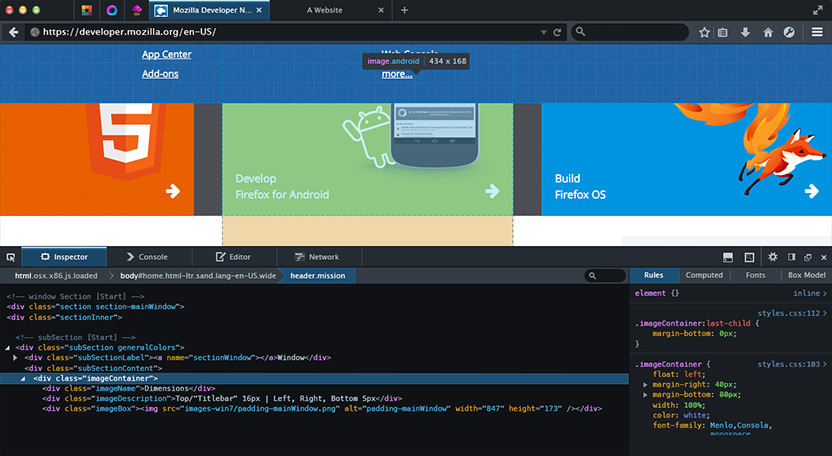 Mozilla Developer N...
A Website
https://developer.mozilla.org/en-US/
App Center
Web Console
Add-ons
more...
image.android 434 x 168
Develop
Firefox for Android
Build
Firefox OS
Inspector Console Editor Network
html.osx.x86.js.loaded body#home.html-ltr.sand.lang-en-US.wide header.mission
Rules Computed Fonts Box Model
<!-- window Section [Start] -->
<div class="section section-mainWindow">
<div class="sectionInner">
<!-- subSection [Start] -->
<div class="subSection generalColors">
<div class="subSectionLabel"><a name="sectionWindow"></a>Window</div>
<div class="subSectionContent">
<div class="imageContainer">
<div class="imageName">Dimensions</div>
<div class="imageDescription">Top/"Titlebar" 16px | Left, Right, Bottom 5px</div>
<div class="imageBox"><img src="images-win7/padding-mainWindow.png" alt="padding-mainWindow" width="847" height="173" /></div>
element {} inline
styles.css:112
.imageContainer:last-child {
margin-bottom: 0px;
}
.imageContainer { styles.css:103
float: left;
margin-right: 40px;
margin-bottom: 80px;
width: 100%;
color: white;
font-family: Menlo,Consola,
monospace